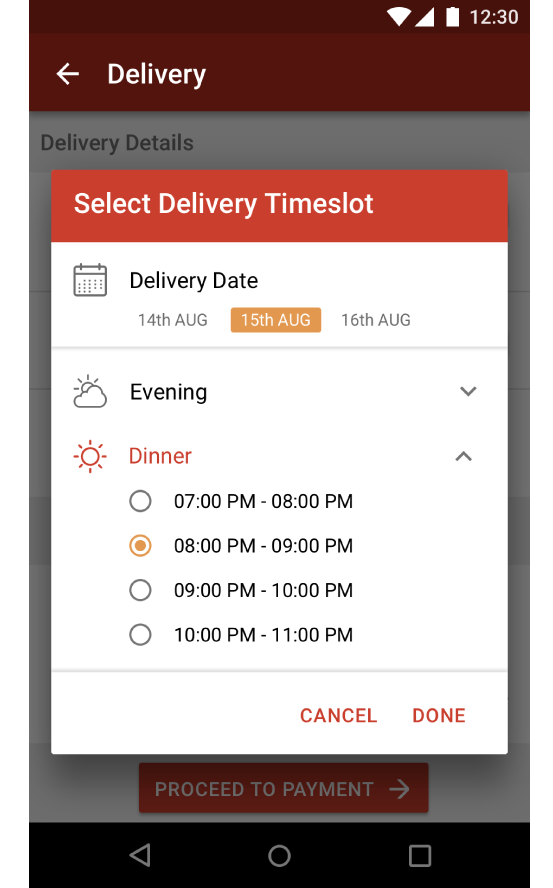 12:30
Delivery
Delivery Details
Select Delivery Timeslot
Delivery Date
14th AUG 15th AUG 16th AUG
Evening
Dinner
07:00 PM - 08:00 PM
08:00 PM - 09:00 PM
09:00 PM - 10:00 PM
10:00 PM - 11:00 PM
CANCEL DONE
PROCEED TO PAYMENT